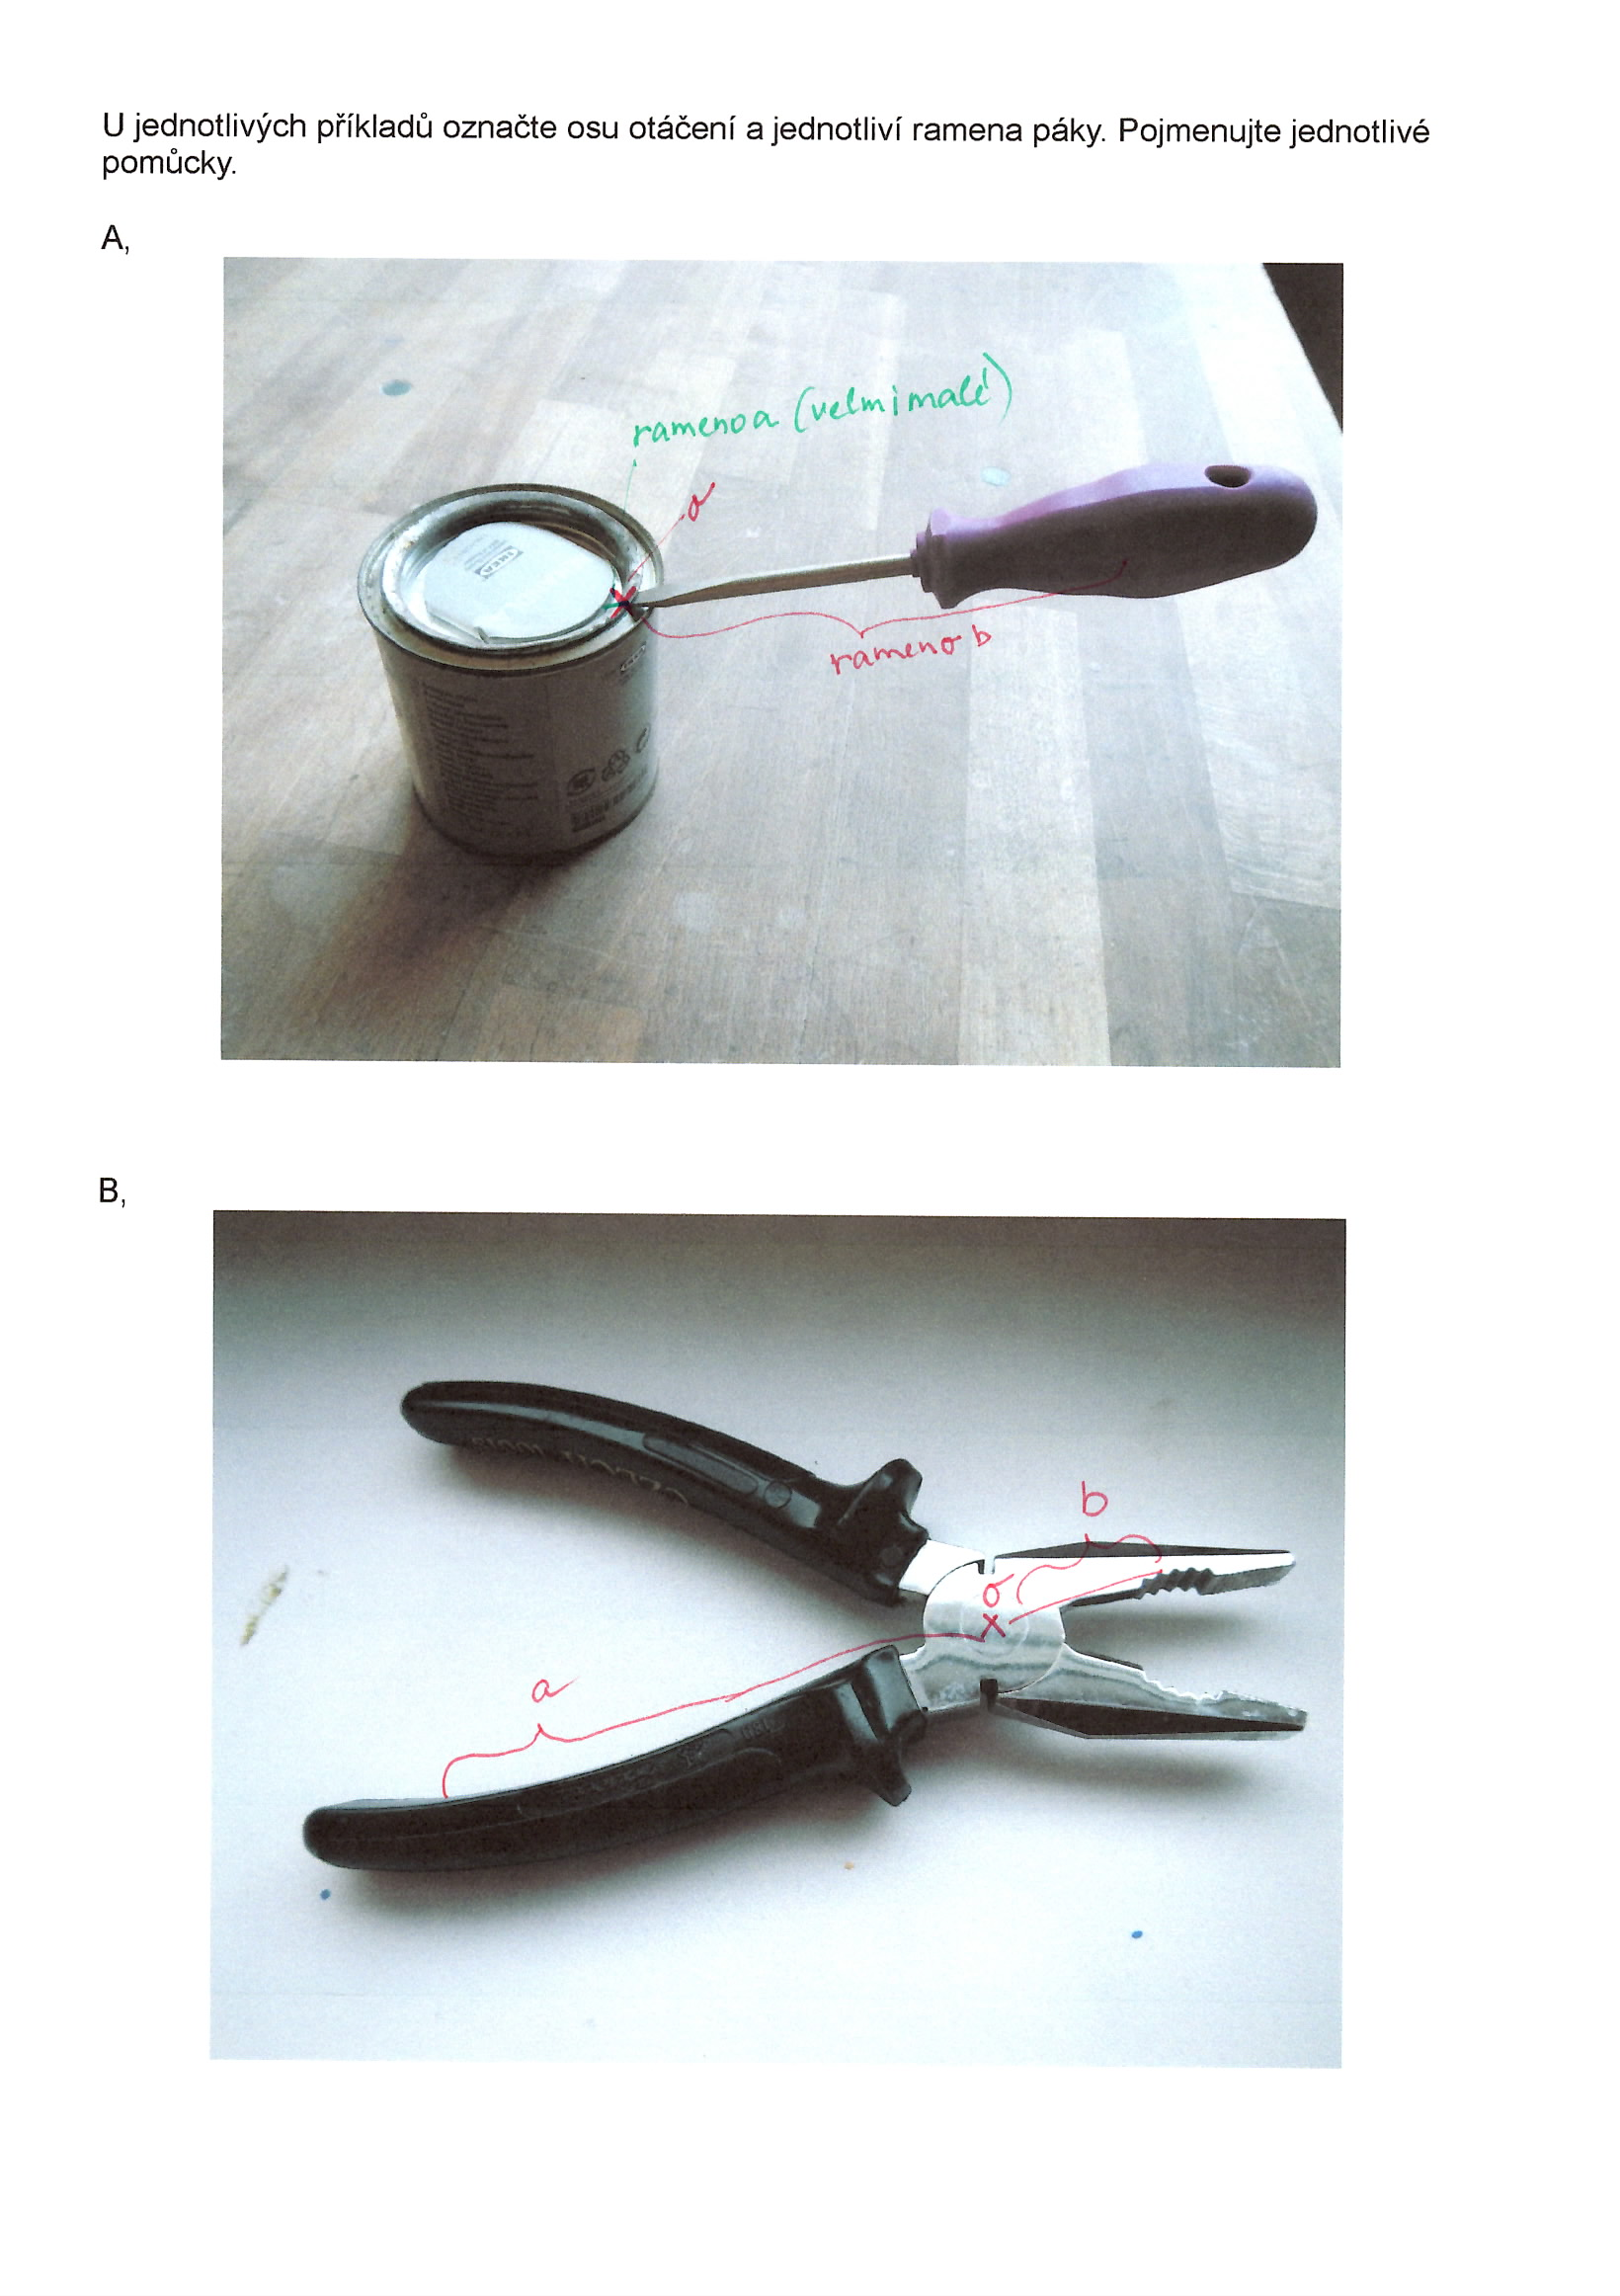 U jednotlivých příkladů označte osu otáčení a jednotliví ramena páky. Pojmenujte jednotlivé
pomůcky.
A,
rameno a (velmi malé)
o
rameno b
B,
b
o
a